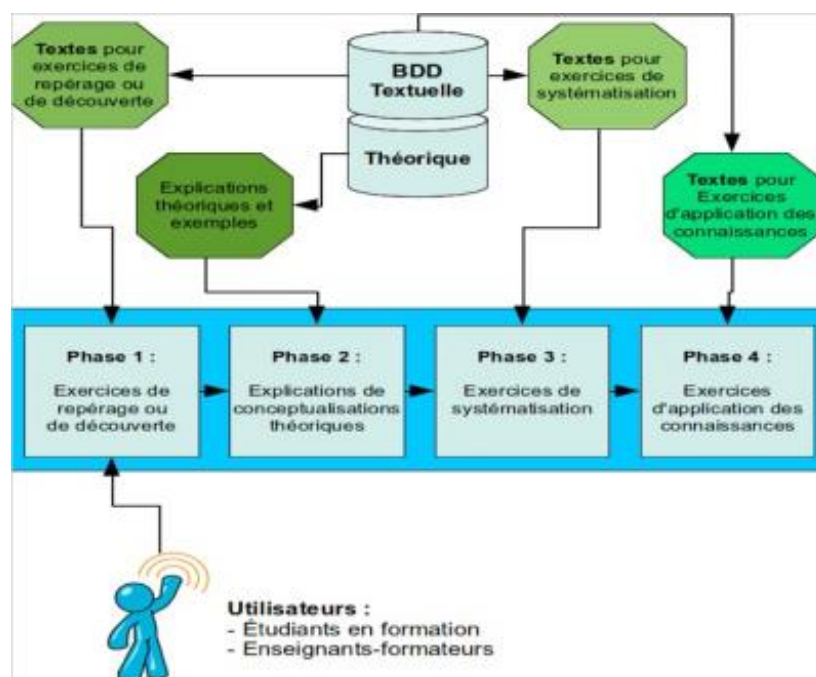 Textes pour
exercices de
repérage ou
de découverte
BDD
Textuelle
Théorique
Textes pour
exercices de
systématisation
Explications
théoriques et
exemples
Textes pour
Exercices
d'application des
connaissances
Phase 1 :
Exercices de
repérage ou
de découverte
Phase 2 :
Explications de
conceptualisations
théoriques
Phase 3 :
Exercices de
systématisation
Phase 4 :
Exercices
d'application des
connaissances
Utilisateurs :
- Étudiants en formation
- Enseignants-formateurs